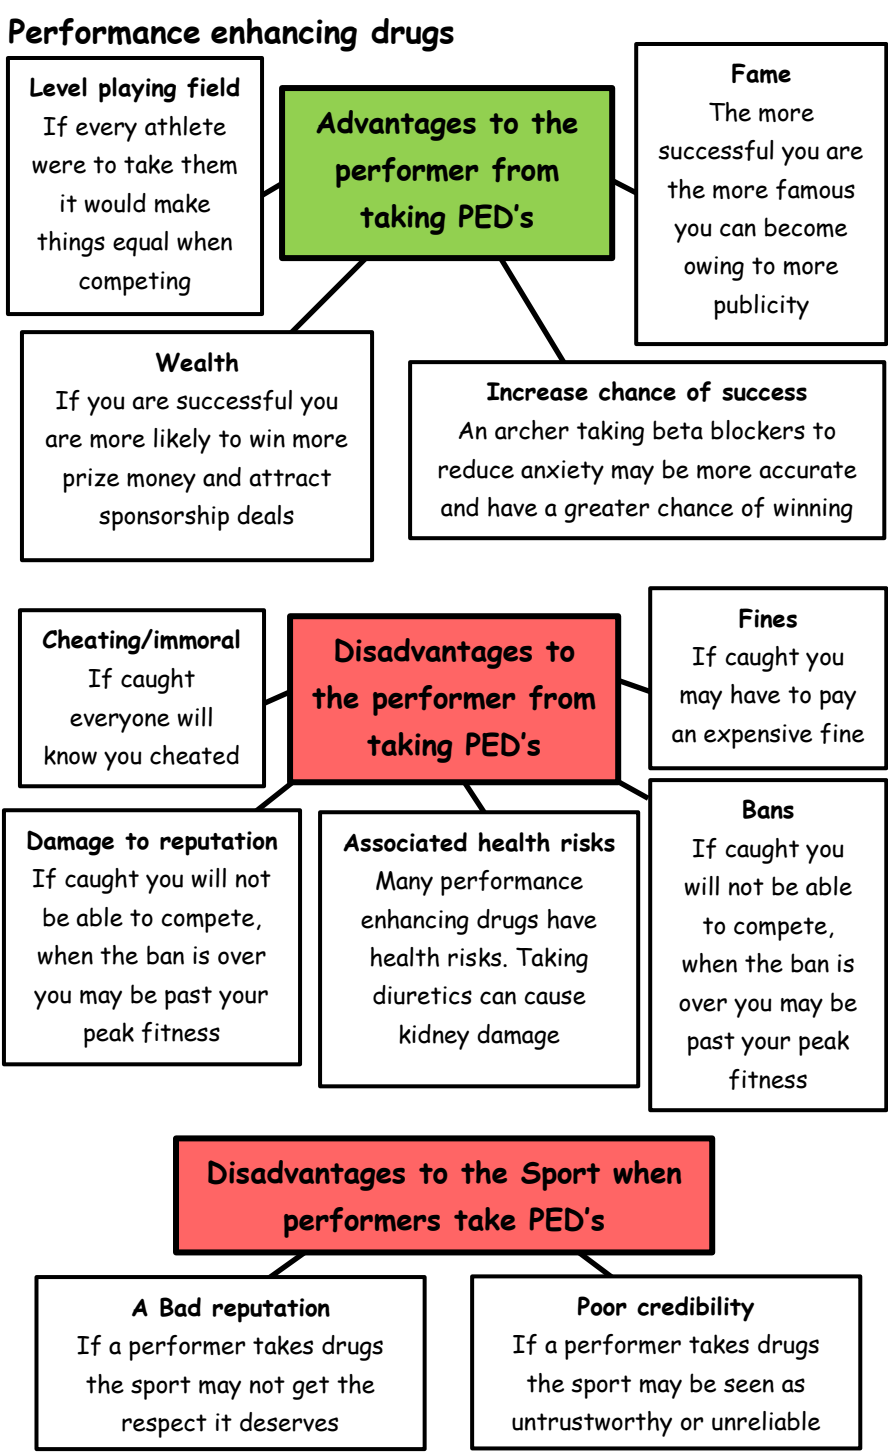 Performance enhancing drugs
Level playing field
If every athlete
were to take them
it would make
things equal when
competing
Advantages to the
performer from
taking PED's
Fame
The more
successful you are
the more famous
you can become
owing to more
publicity
Wealth
If you are successful you
are more likely to win more
prize money and attract
sponsorship deals
Increase chance of success
An archer taking beta blockers to
reduce anxiety may be more accurate
and have a greater chance of winning
Cheating/immoral
If caught
everyone will
know you cheated
Disadvantages to
the performer from
taking PED's
Fines
If caught you
may have to pay
an expensive fine
Damage to reputation
If caught you will not
be able to compete,
when the ban is over
you may be past your
peak fitness
Associated health risks
Many performance
enhancing drugs have
health risks. Taking
diuretics can cause
kidney damage
Bans
If caught you
will not be able
to compete,
when the ban is
over you may be
past your peak
fitness
Disadvantages to the Sport when
performers take PED's
A Bad reputation
If a performer takes drugs
the sport may not get the
respect it deserves
Poor credibility
If a performer takes drugs
the sport may be seen as
untrustworthy or unreliable